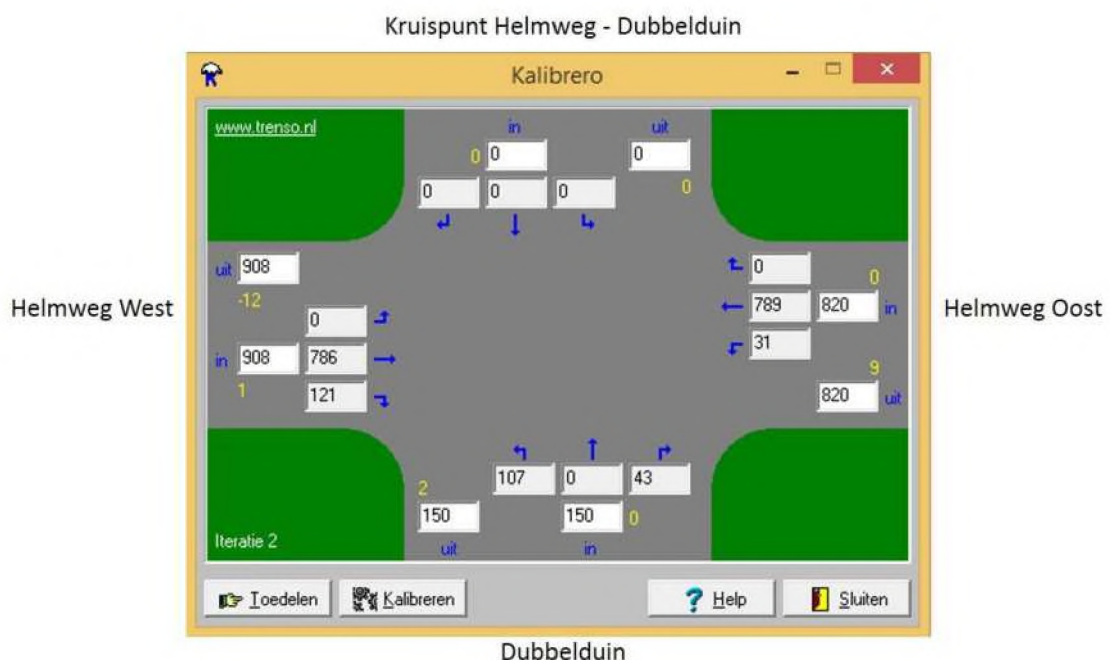 Kruispunt Helmweg - Dubbelduin
Kalibrero
www.trenso.nl
in uit
0 0 0
0 0 0 0
uit 908
-12
0
in 908 786
1
121
0 0
789 820 in
31
9
820 uit
Helmweg West
Helmweg Oost
107 0 43
2
150 150 0
uit in
Iteratie 2
Toedelen Kalibreren Help Sluiten
Dubbelduin